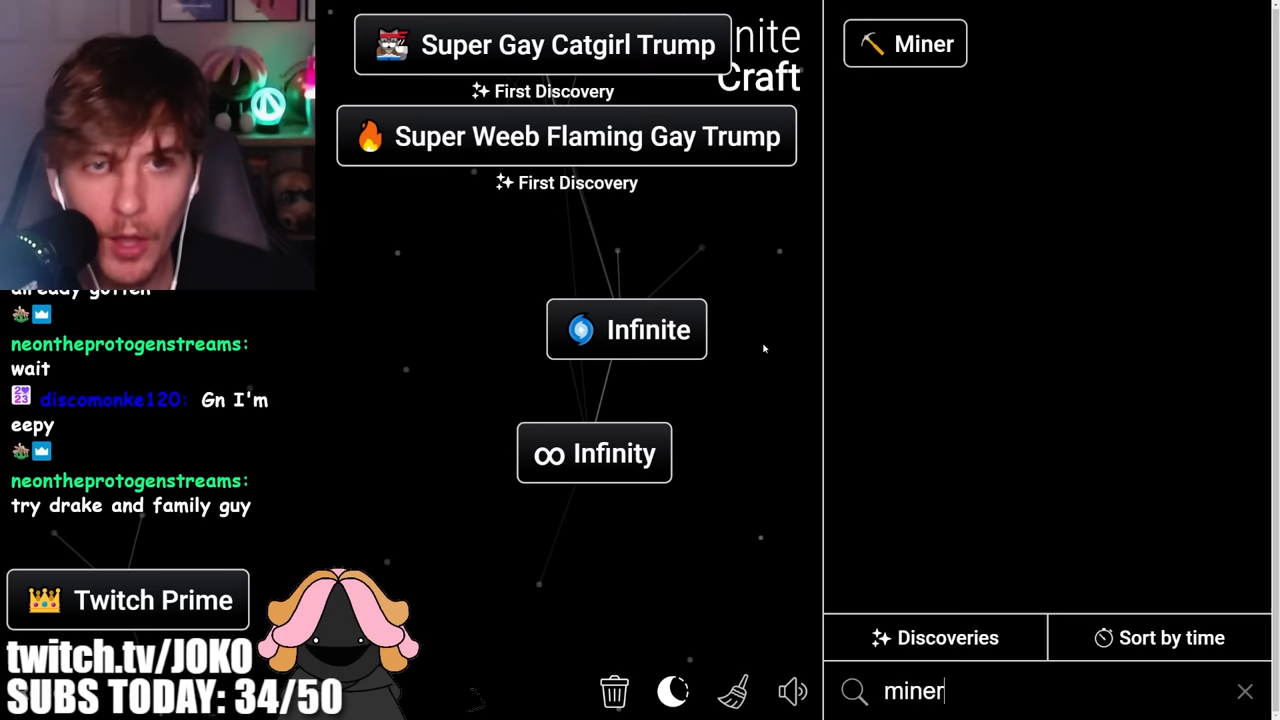 Super Gay Catgirl Trump
First Discovery
nite
Craft
Super Weeb Flaming Gay Trump
First Discovery
Infinite
Infinity
already gotten
neontheprotogenstreams:
wait
discomonke120: Gn I'm
eepy
neontheprotogenstreams:
try drake and family guy
Twitch Prime
twitch.tv/JOKO
SUBS TODAY: 34/50
Miner
Discoveries
Sort by time
miner